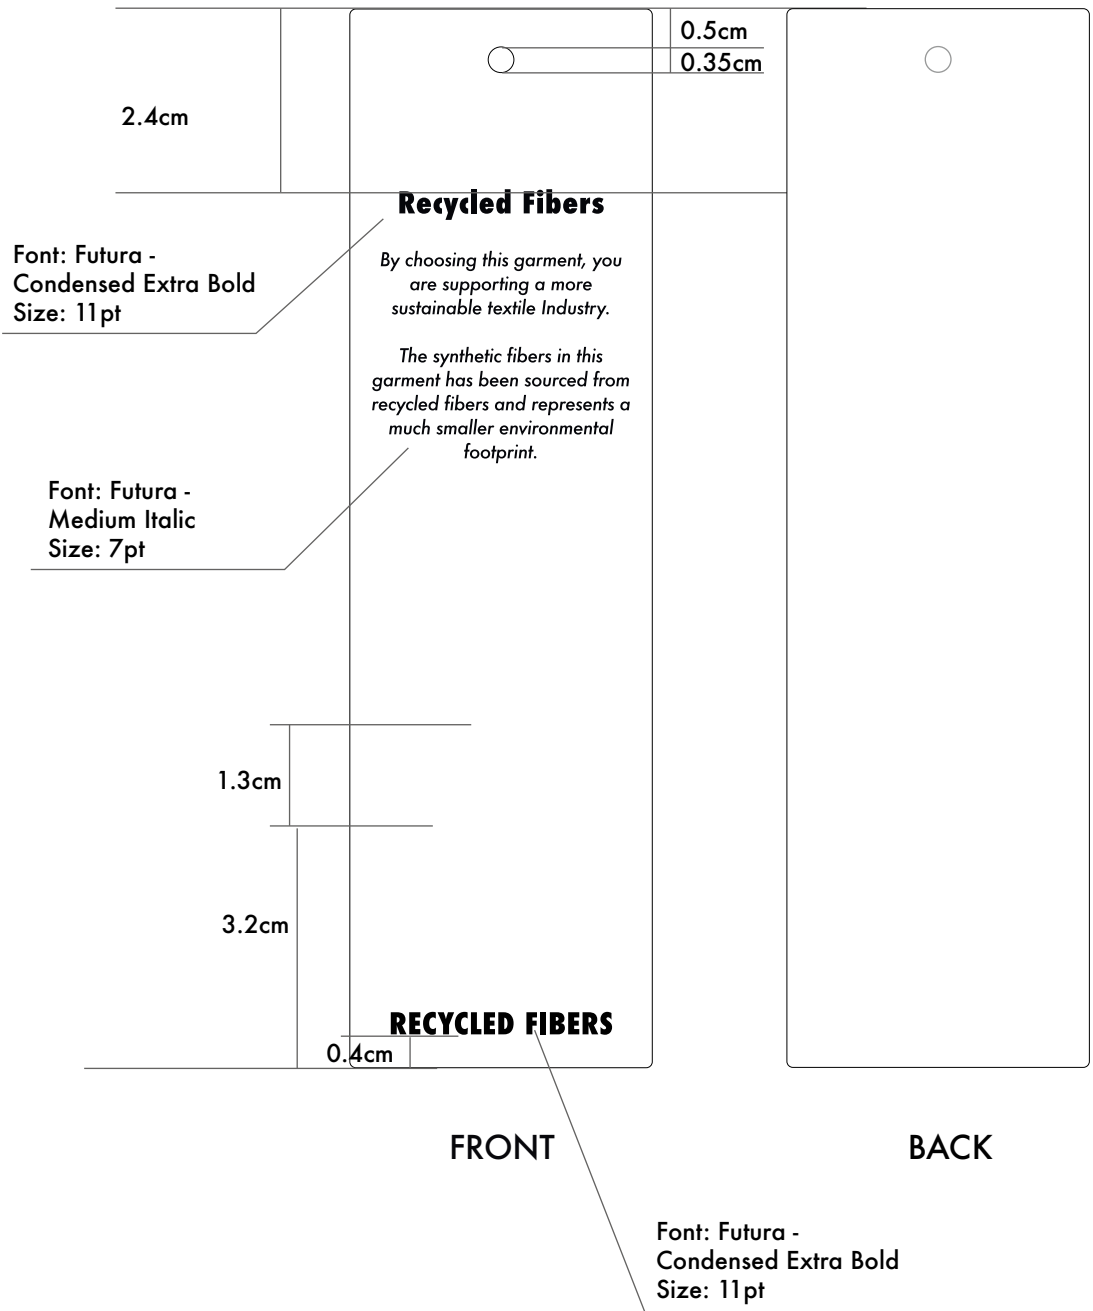 0.5cm
0.35cm
2.4cm
Recycled Fibers
Font: Futura -
Condensed Extra Bold
Size: 11pt
By choosing this garment, you
are supporting a more
sustainable textile Industry.
The synthetic fibers in this
garment has been sourced from
recycled fibers and represents a
much smaller environmental
footprint.
Font: Futura -
Medium Italic
Size: 7pt
1.3cm
3.2cm
RECYCLED FIBERS
0.4cm
FRONT
BACK
Font: Futura -
Condensed Extra Bold
Size: 11pt